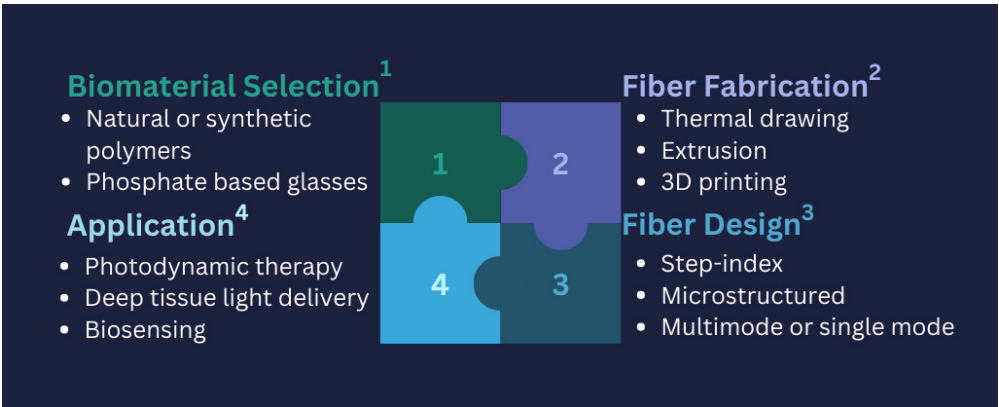 Biomaterial Selection¹
• Natural or synthetic
polymers
• Phosphate based glasses
Fiber Fabrication²
• Thermal drawing
• Extrusion
• 3D printing
1
2
Application⁴
• Photodynamic therapy
• Deep tissue light delivery
• Biosensing
4
3
Fiber Design³
• Step-index
• Microstructured
• Multimode or single mode